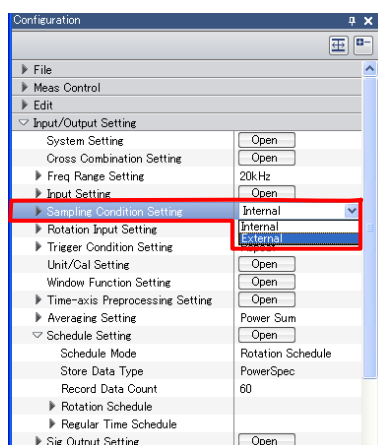 Configuration
File
Meas Control
Edit
Input/Output Setting
System Setting Open
Cross Combination Setting Open
Freq Range Setting 20kHz
Input Setting Open
Sampling Condition Setting Internal
Rotation Input Setting Internal
External
Trigger Condition Setting
Unit/Cal Setting Open
Window Function Setting Open
Time-axis Preprocessing Setting Open
Averaging Setting Power Sum
Schedule Setting Open
Schedule Mode Rotation Schedule
Store Data Type PowerSpec
Record Data Count 60
Rotation Schedule
Regular Time Schedule
Sig Output Setting Open